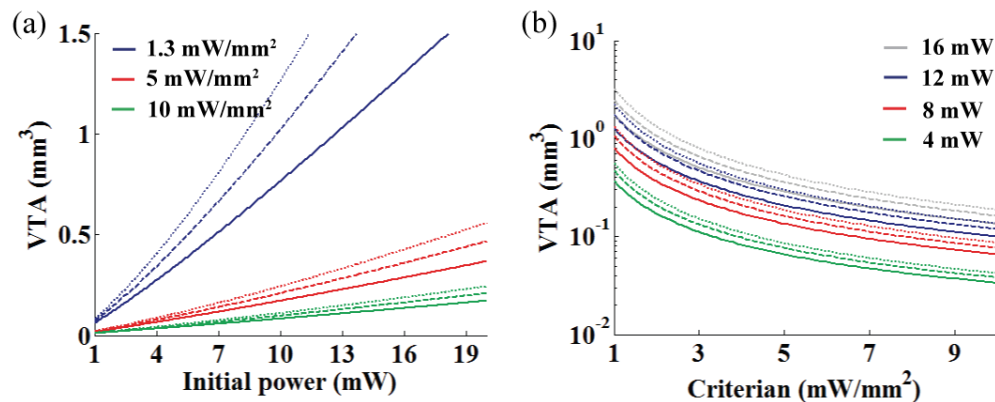 (a)
1.5
1
0.5
0
VTA (mm³)
1.3 mW/mm²
5 mW/mm²
10 mW/mm²
1 4 7 10 13 16 19
Initial power (mW)
(b)
10¹
10⁰
10⁻¹
10⁻²
VTA (mm³)
16 mW
12 mW
8 mW
4 mW
1 3 5 7 9
Criterian (mW/mm²)